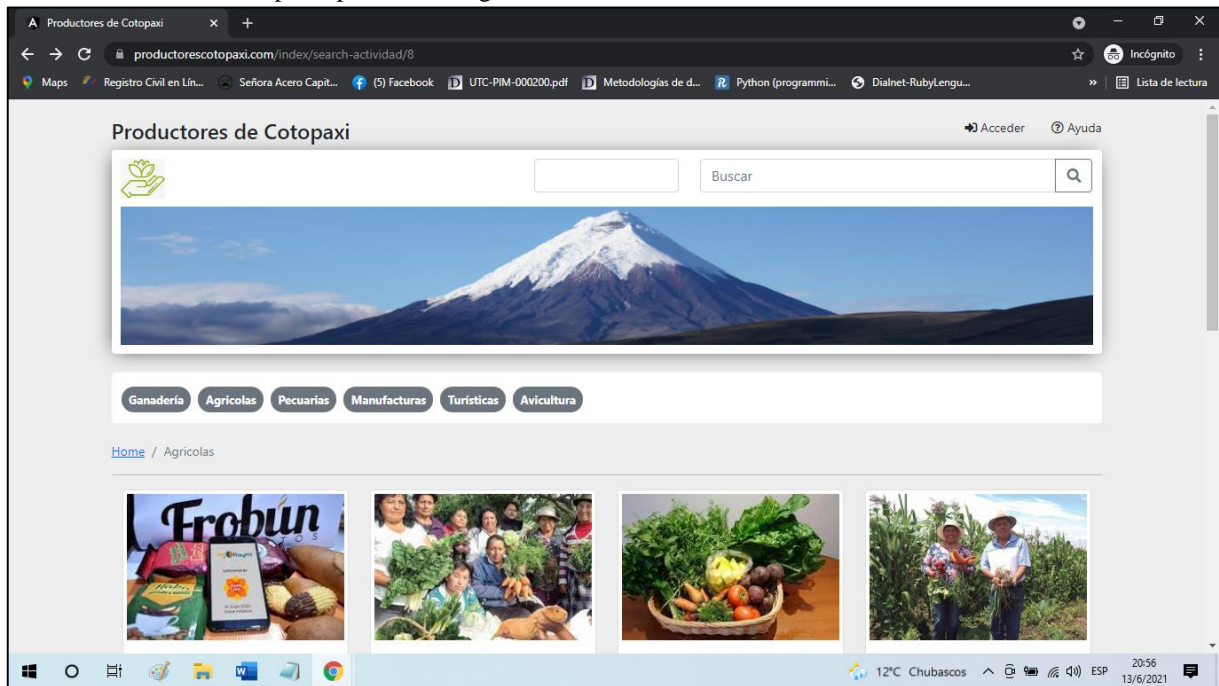 Productores de Cotopaxi
productorescotopaxi.com/index/search-actividad/8
Incógnito
Maps Registro Civil en Lín... Señora Acero Capit... (5) Facebook UTC-PIM-000200.pdf Metodologías de d... Python (programmi... Dialnet-RubyLengu... » Lista de lectura
Productores de Cotopaxi
Acceder Ayuda
Buscar
Ganadería Agricolas Pecuarias Manufacturas Turísticas Avicultura
Home / Agricolas
Frobún
12°C Chubascos ESP 20:56
13/6/2021